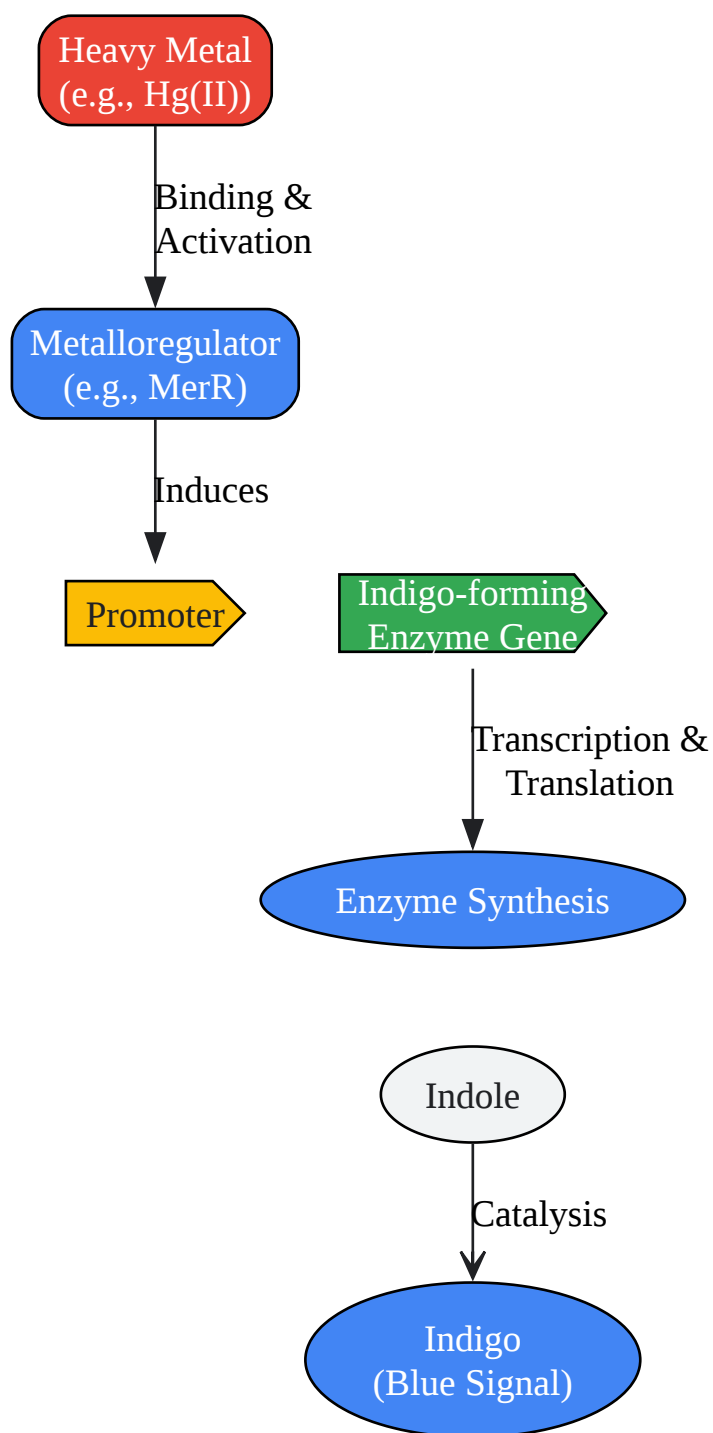 Heavy Metal
(e.g., Hg(II))
Binding &
Activation
Metalloregulator
(e.g., MerR)
Induces
Promoter
Indigo-forming
Enzyme Gene
Transcription &
Translation
Enzyme Synthesis
Indole
Catalysis
Indigo
(Blue Signal)